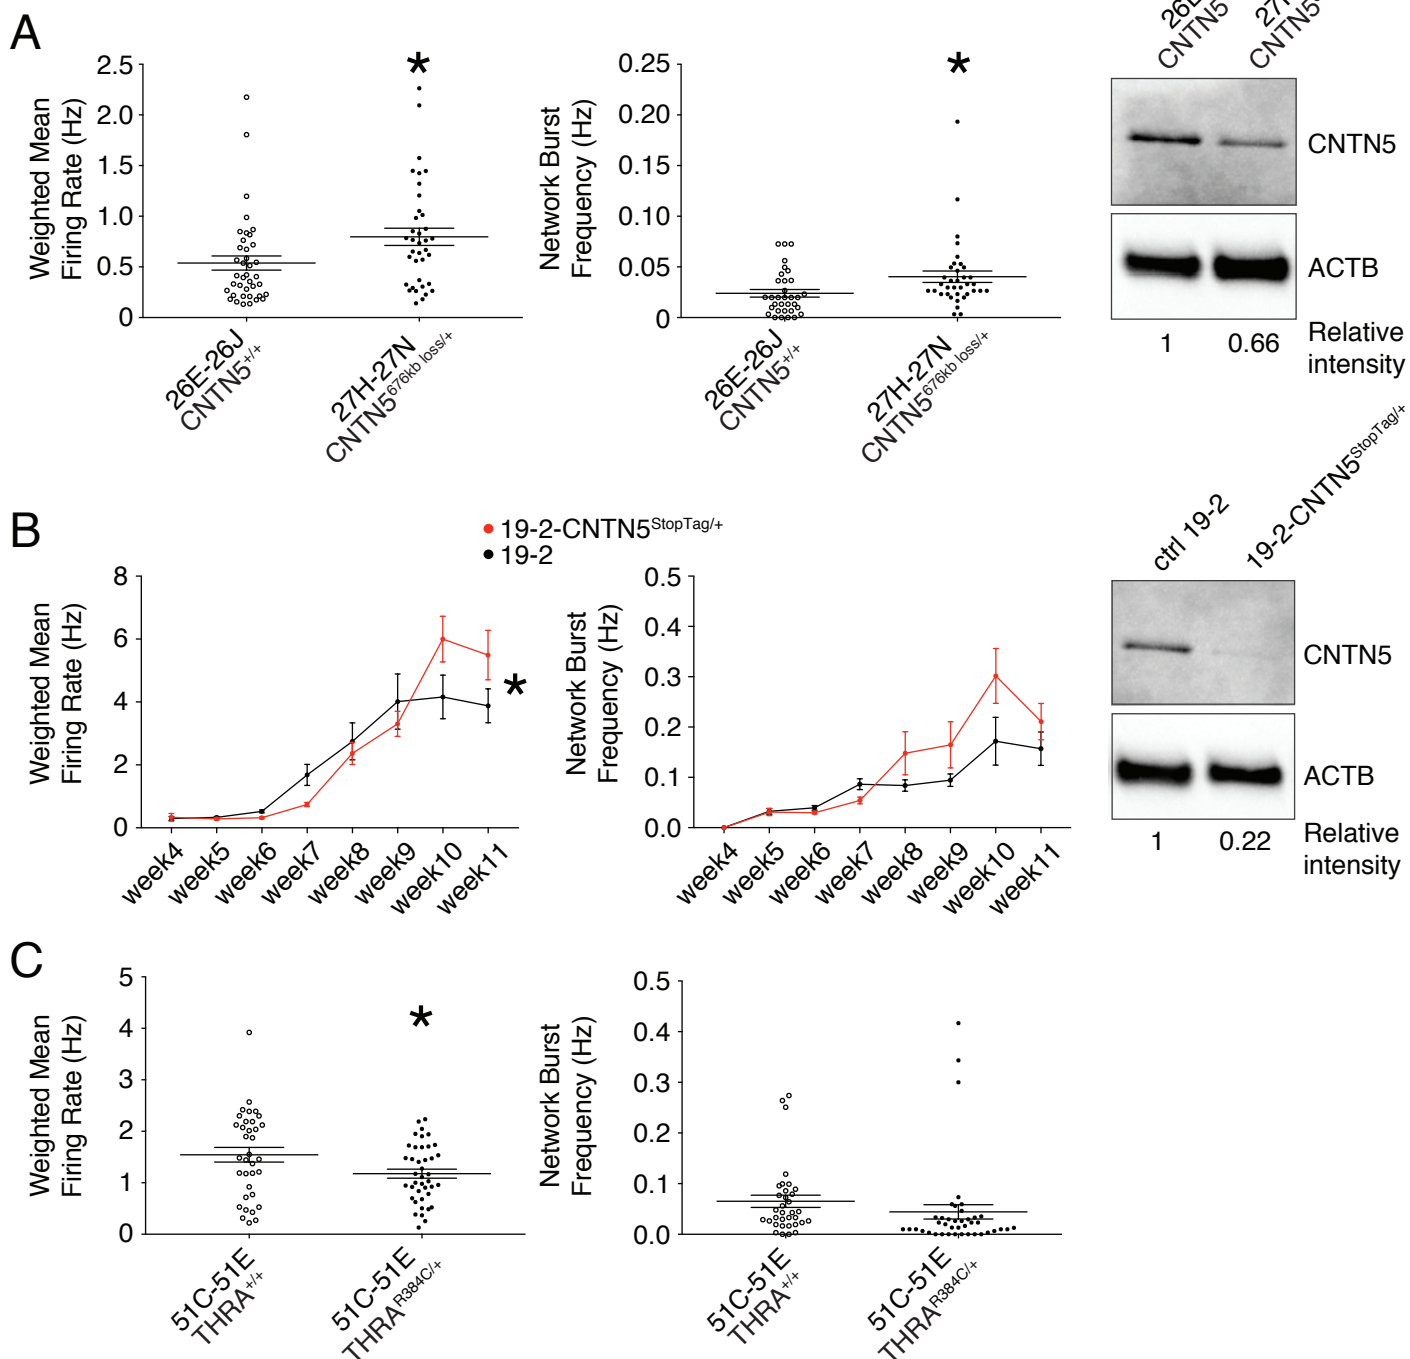 A
Weighted Mean
Firing Rate (Hz)
2.5
2.0
1.5
1.0
0.5
0
*
26E-26J
CNTN5+/+
27H-27N
CNTN5676kb loss/+
Network Burst
Frequency (Hz)
0.25
0.20
0.15
0.10
0.05
0
*
26E-26J
CNTN5+/+
27H-27N
CNTN5676kb loss/+
CNTN5
CNTN5
CNTN5
ACTB
1
0.66
Relative
intensity
B
19-2-CNTN5StopTag/+
19-2
Weighted Mean
Firing Rate (Hz)
8
6
4
2
0
*
week4
week5
week6
week7
week8
week9
week10
week11
Network Burst
Frequency (Hz)
0.5
0.4
0.3
0.2
0.1
0.0
week4
week5
week6
week7
week8
week9
week10
week11
ctrl 19-2
19-2-CNTN5StopTag/+
CNTN5
ACTB
1
0.22
Relative
intensity
C
Weighted Mean
Firing Rate (Hz)
5
4
3
2
1
0
*
51C-51E
THRA+/+
51C-51E
THRAR384C/+
Network Burst
Frequency (Hz)
0.5
0.4
0.3
0.2
0.1
0.0
51C-51E
THRA+/+
51C-51E
THRAR384C/+